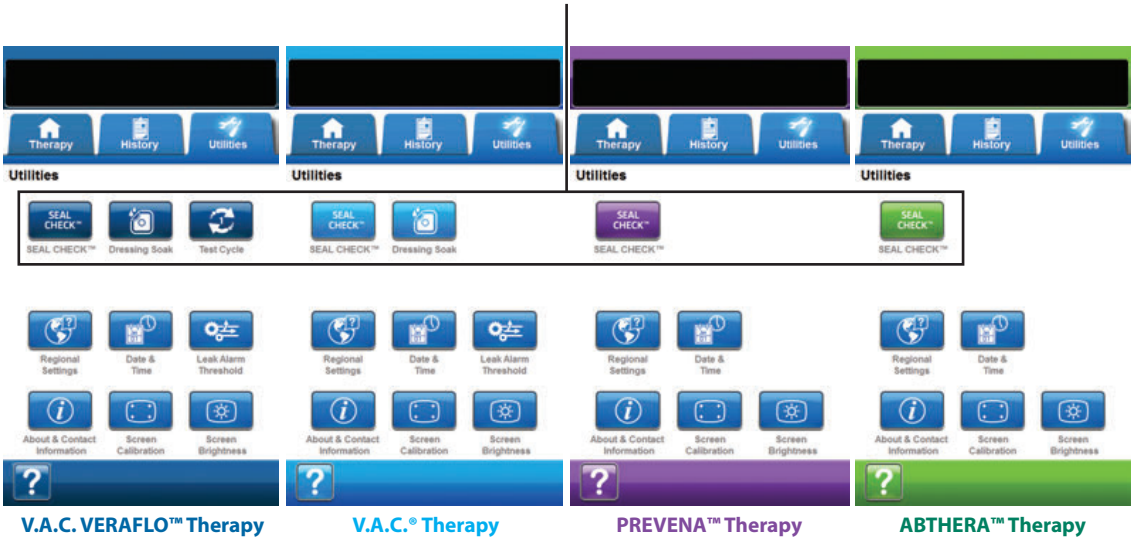 Therapy History Utilities
Therapy History Utilities
Therapy History Utilities
Therapy History Utilities
Utilities
Utilities
Utilities
Utilities
SEAL
CHECK™
1
SEAL
CHECK™
SEAL
CHECK™
SEAL
CHECK™
SEAL CHECK™ Dressing Soak Test Cycle
SEAL CHECK™ Dressing Soak
SEAL CHECK™
SEAL CHECK™
Regional
Settings
Date &
Time
Leak Alarm
Threshold
Regional
Settings
Date &
Time
Leak Alarm
Threshold
Regional
Settings
Date &
Time
Regional
Settings
Date &
Time
About & Contact
Information
Screen
Calibration
Screen
Brightness
About & Contact
Information
Screen
Calibration
Screen
Brightness
About & Contact
Information
Screen
Calibration
Screen
Brightness
About & Contact
Information
Screen
Calibration
Screen
Brightness
? ? ? ?
V.A.C. VERAFLO™ Therapy
V.A.C.® Therapy
PREVENA™ Therapy
ABTHERA™ Therapy